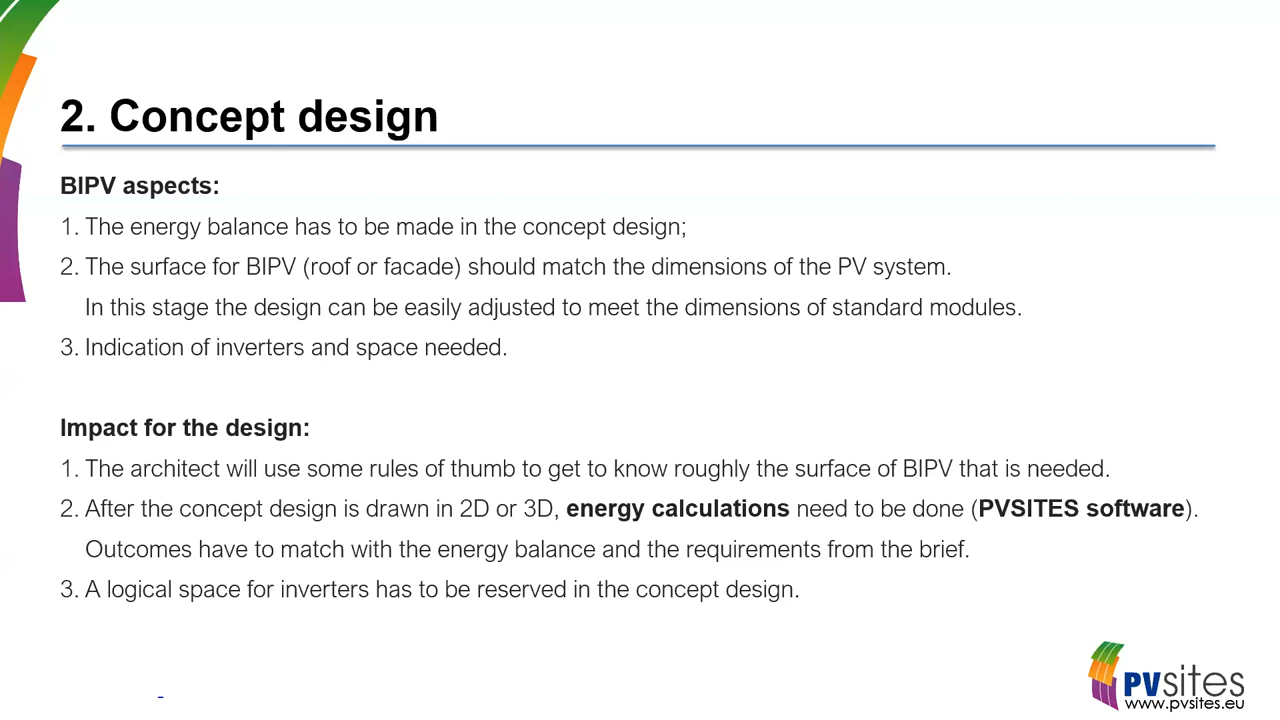 2. Concept design
BIPV aspects:
1. The energy balance has to be made in the concept design;
2. The surface for BIPV (roof or facade) should match the dimensions of the PV system.
In this stage the design can be easily adjusted to meet the dimensions of standard modules.
3. Indication of inverters and space needed.
Impact for the design:
1. The architect will use some rules of thumb to get to know roughly the surface of BIPV that is needed.
2. After the concept design is drawn in 2D or 3D, energy calculations need to be done (PVSITES software).
Outcomes have to match with the energy balance and the requirements from the brief.
3. A logical space for inverters has to be reserved in the concept design.
-
PVsites
www.pvsites.eu